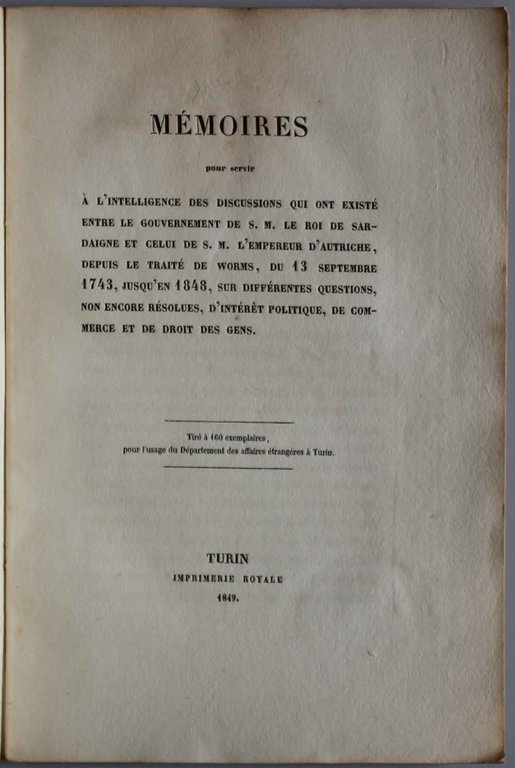 MÉMOIRES
pour servir
À L'INTELLIGENCE DES DISCUSSIONS QUI ONT EXISTÉ
ENTRE LE GOUVERNEMENT DE S. M. LE ROI DE SAR-
DAIGNE ET CELUI DE S. M. L'EMPEREUR D'AUTRICHE,
DEPUIS LE TRAITÉ DE WORMS, DU 13 SEPTEMBRE
1743, JUSQU'EN 1848, SUR DIFFÉRENTES QUESTIONS,
NON ENCORE RÉSOLUES, D'INTÉRÊT POLITIQUE, DE COM-
MERCE ET DE DROIT DES GENS.
Tiré à 160 exemplaires,
pour l'usage du Département des affaires étrangères à Turin.
TURIN
IMPRIMERIE ROYALE
1849.